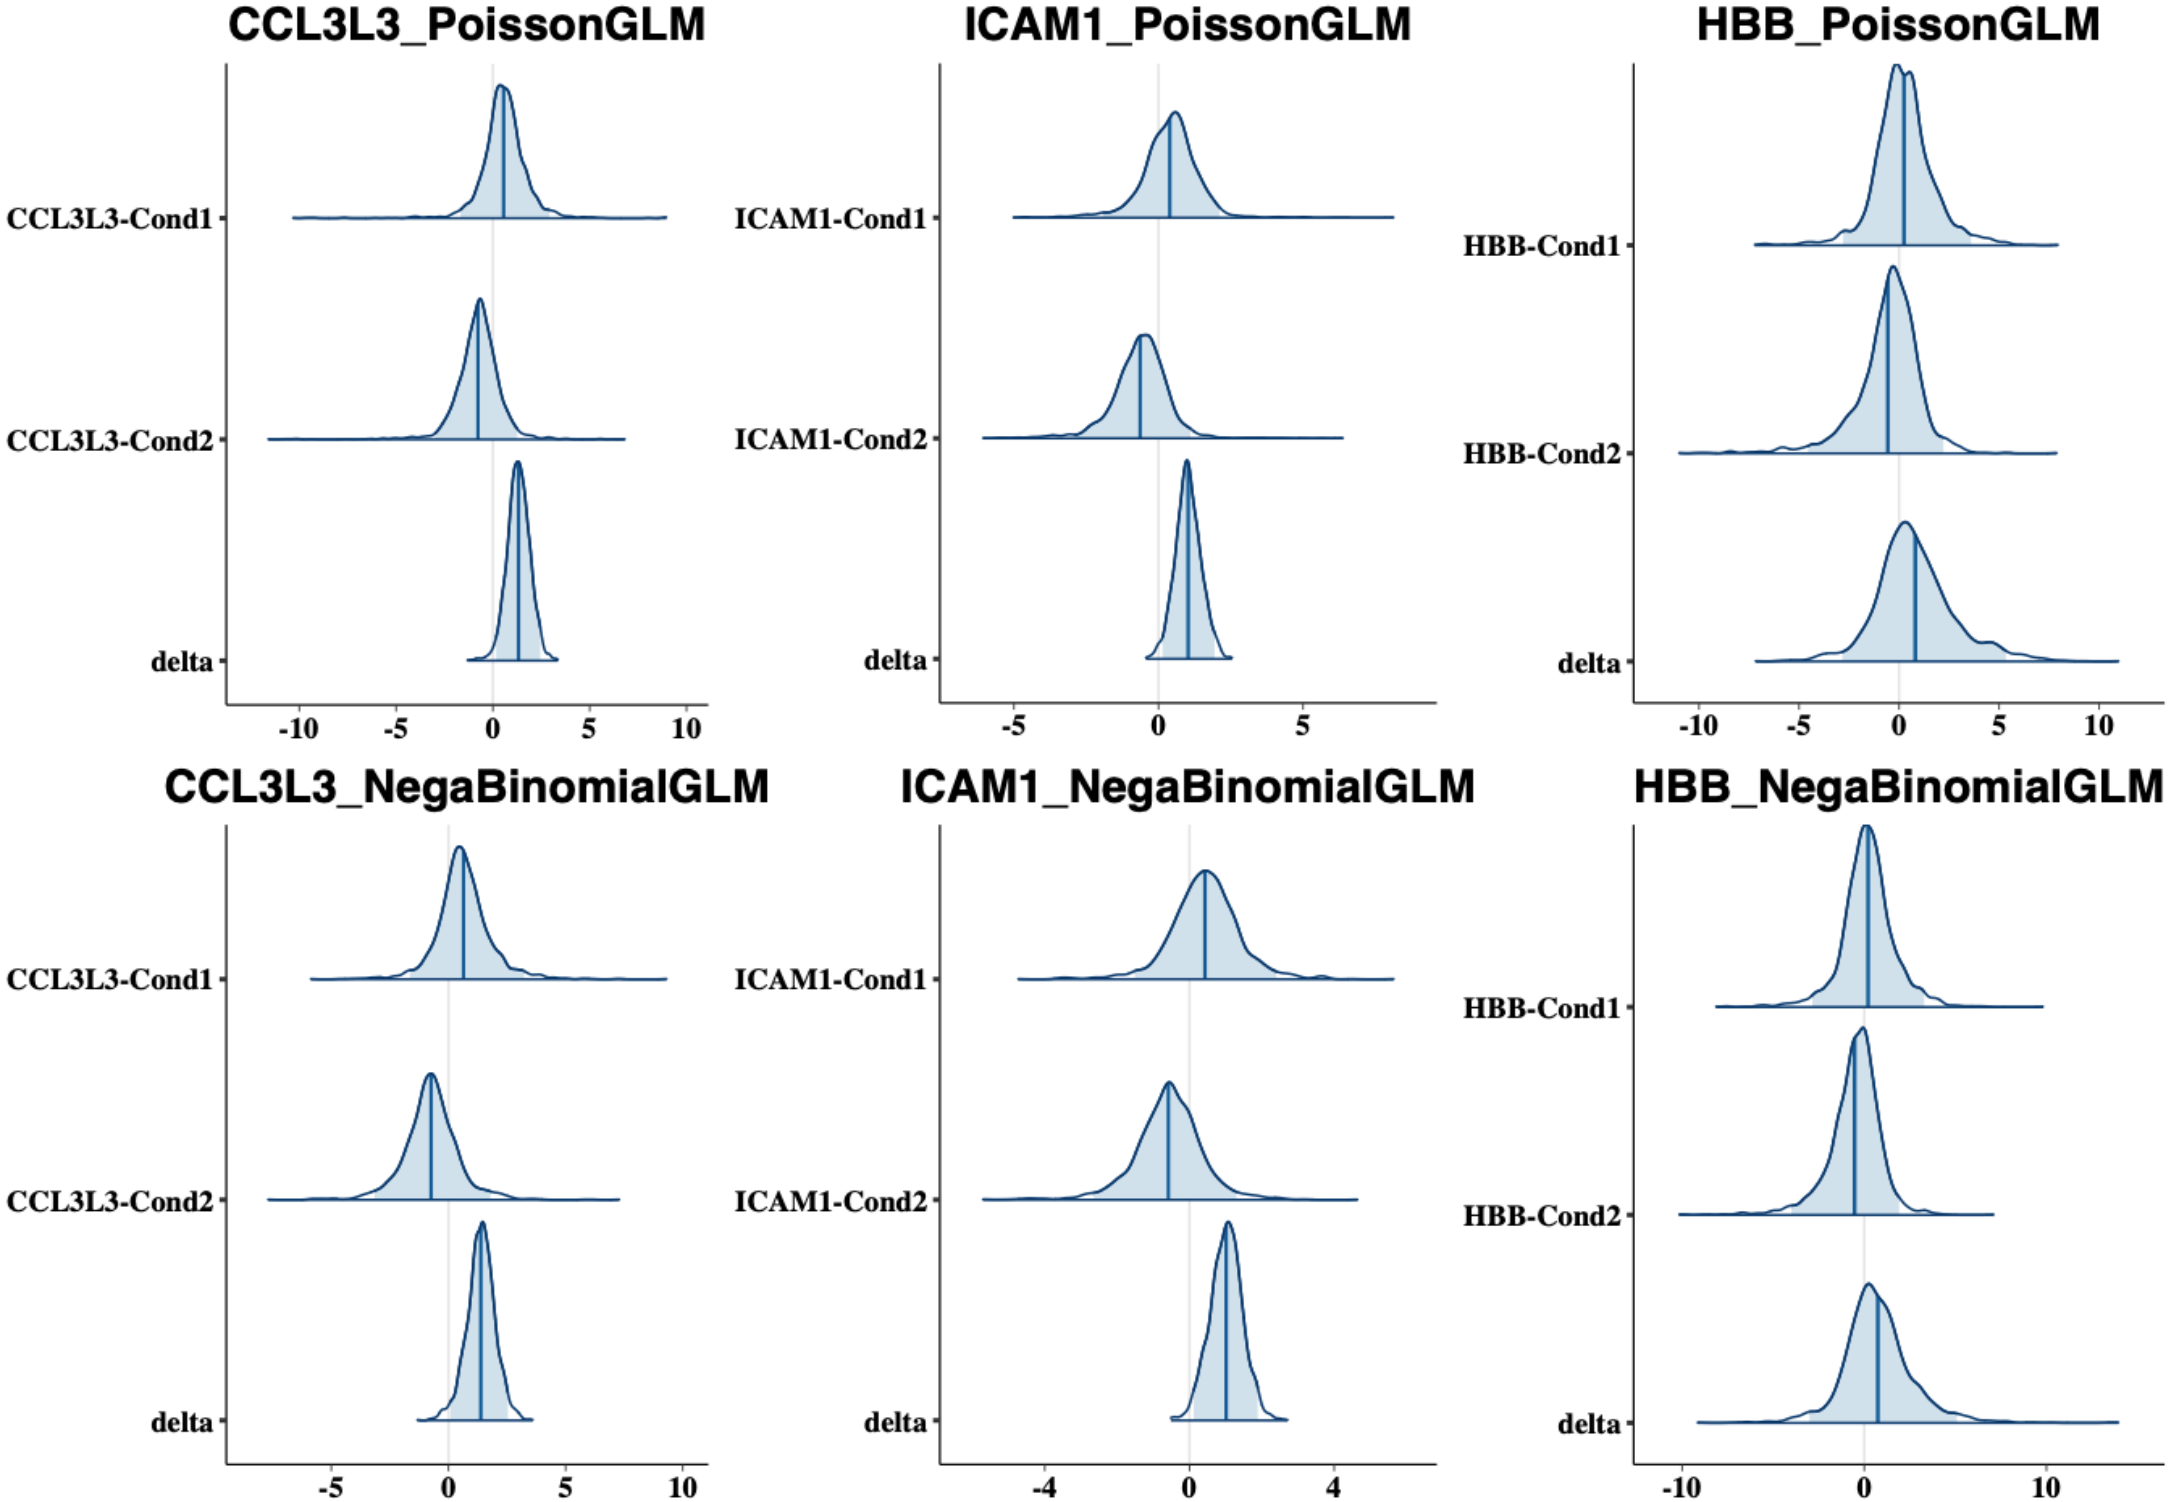 CCL3L3_PoissonGLM
CCL3L3-Cond1
CCL3L3-Cond2
delta
-10 -5 0 5 10
ICAM1_PoissonGLM
ICAM1-Cond1
ICAM1-Cond2
delta
-5 0 5
HBB_PoissonGLM
HBB-Cond1
HBB-Cond2
delta
-10 -5 0 5 10
CCL3L3_NegaBinomialGLM
CCL3L3-Cond1
CCL3L3-Cond2
delta
-5 0 5 10
ICAM1_NegaBinomialGLM
ICAM1-Cond1
ICAM1-Cond2
delta
-4 0 4
HBB_NegaBinomialGLM
HBB-Cond1
HBB-Cond2
delta
-10 0 10